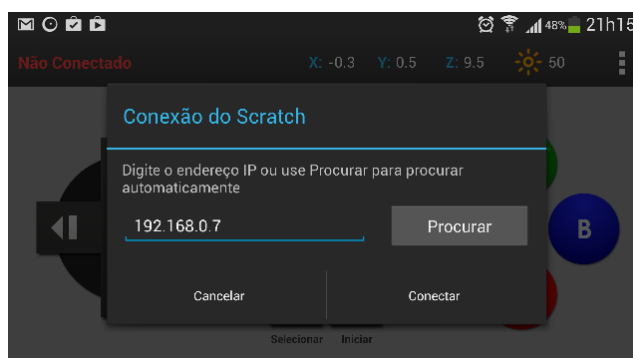 48% 21h15
Não Conectado X: -0.3 Y: 0.5 Z: 9.5 50
Conexão do Scratch
Digite o endereço IP ou use Procurar para procurar
automaticamente
192.168.0.7 Procurar
B
Cancelar Conectar
Selecionar Iniciar